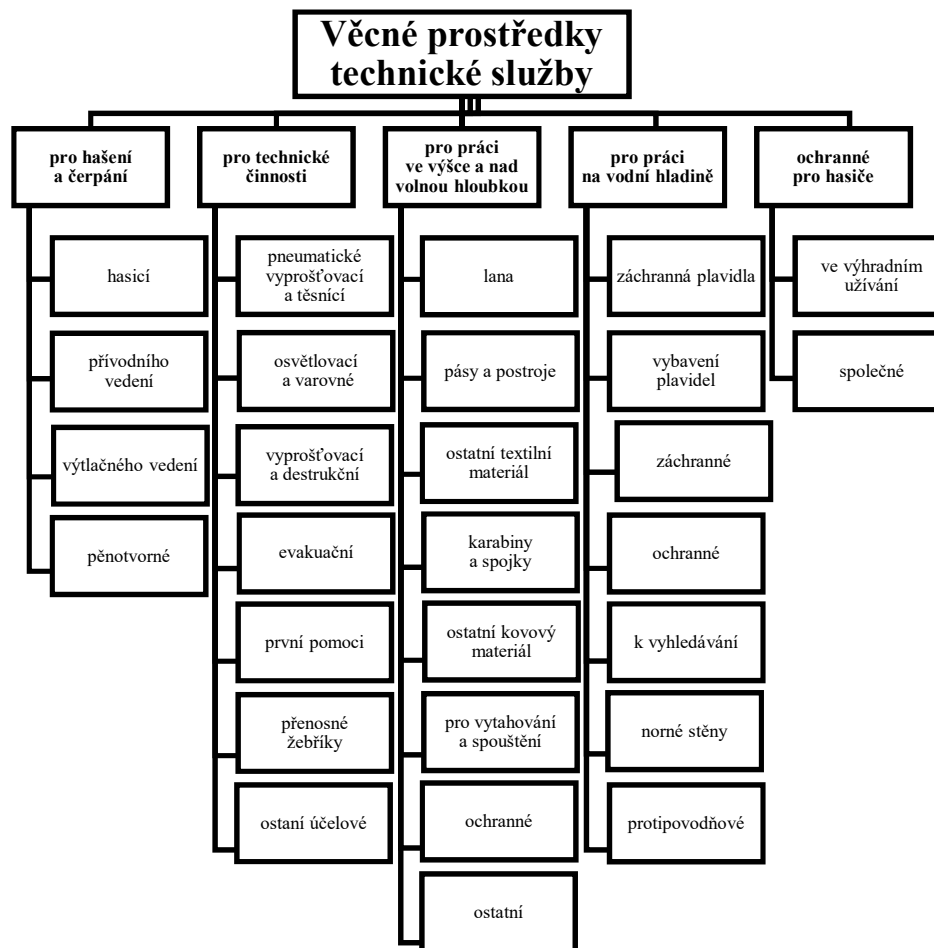 Věcné prostředky
technické služby
pro hašení
a čerpání
pro technické
činnosti
pro práci
ve výšce a nad
volnou hloubkou
pro práci
na vodní hladině
ochranné
pro hasiče
hasicí
přívodního
vedení
výtlačného vedení
pěnotvorné
pneumatické
vyprošťovací
a těsnící
osvětlovací
a varovné
vyprošťovací
a destrukční
evakuační
první pomoci
přenosné
žebříky
ostaní účelové
lana
pásy a postroje
ostatní textilní
materiál
karabiny
a spojky
ostatní kovový
materiál
pro vytahování
a spouštění
ochranné
ostatní
záchranná plavidla
vybavení
plavidel
záchranné
ochranné
k vyhledávání
norné stěny
protipovodňové
ve výhradním
užívání
společné